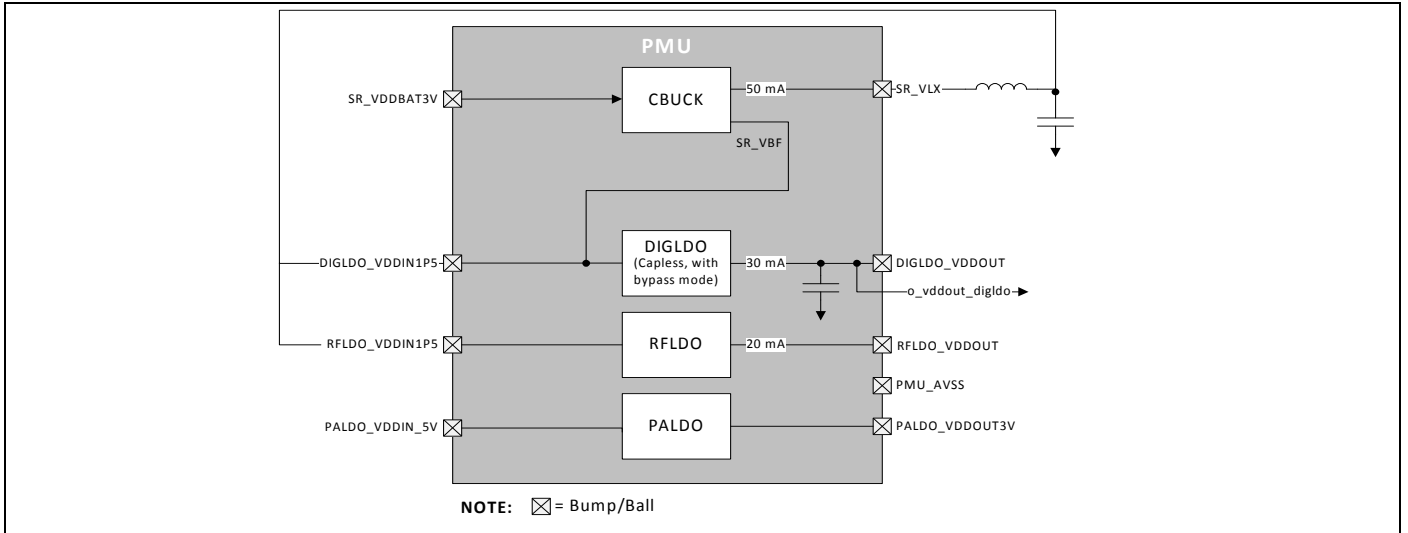 PMU
SR_VDDBAT3V
CBUCK
50 mA
SR_VLX
SR_VBF
DIGLDO_VDDIN1P5
DIGLDO
(Capless, with
bypass mode)
30 mA
DIGLDO_VDDOUT
o_vddout_digldo
RFLDO_VDDIN1P5
RFLDO
20 mA
RFLDO_VDDOUT
PMU_AVSS
PALDO_VDDIN_5V
PALDO
PALDO_VDDOUT3V
NOTE: = Bump/Ball